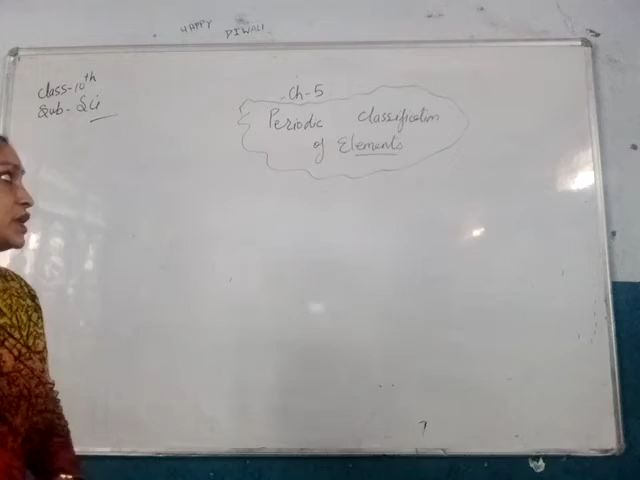 HAPPY DIWALI
Class-10th
Sub- Sci
Ch-5
Periodic Classification
of Elements